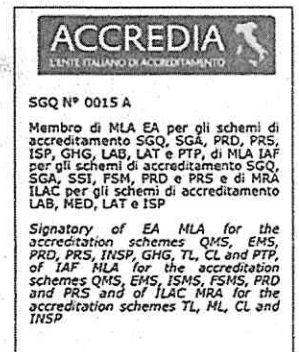 ACCREDIA
L'ENTE ITALIANO DI ACCREDITAMENTO
SGQ N° 0015 A
Membro di MLA EA per gli schemi di
accreditamento SGQ, SGA, PRD, PRS,
ISP, GHG, LAB, LAT e PTP, di MLA IAF
per gli schemi di accreditamento SGQ,
SGA, SSI, FSM, PRD e PRS e di MRA
ILAC per gli schemi di accreditamento
LAB, MED, LAT e ISP
Signatory of EA MLA for the
accreditation schemes QMS, EMS,
PRD, PRS, INSP, GHG, TL, CL and PTP,
of IAF MLA for the accreditation
schemes QMS, EMS, ISMS, FSMS, PRD
and PRS and of ILAC MRA for the
accreditation schemes TL, ML, CL and
INSP